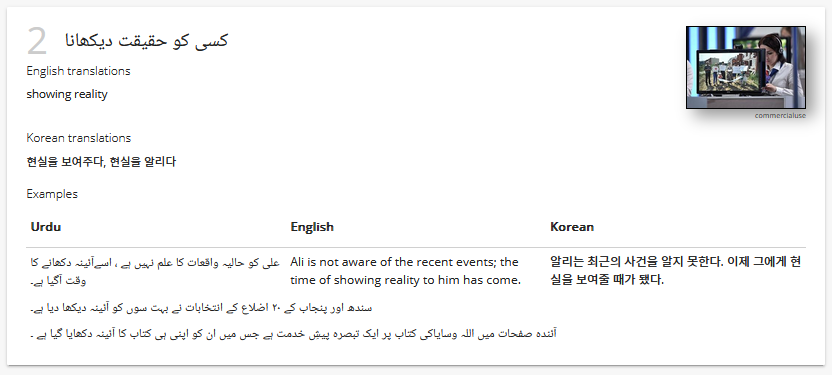 2 کسی کو حقیقت دیکھانا
English translations
showing reality
commercialuse
Korean translations
현실을 보여주다, 현실을 알리다
Examples
Urdu English Korean
علی کو حالیہ واقعات کا علم نہیں ہے ، اسےآئینہ دکھانے کا
وقت آگیا ہے۔
Ali is not aware of the recent events; the
time of showing reality to him has come.
알리는 최근의 사건을 알지 못한다. 이제 그에게 현
실을 보여줄 때가 됐다.
سندھ اور پنجاب کے ۲۰ اضلاع کے انتخابات نے بہت سوں کو آئینہ دیکھا دیا ہے۔
آئندہ صفحات میں اللہ وسایاکی کتاب پر ایک تبصرہ پیشِ خدمت ہے جس میں ان کو اپنی ہی کتاب کا آئینہ دکھایا گیا ہے ۔